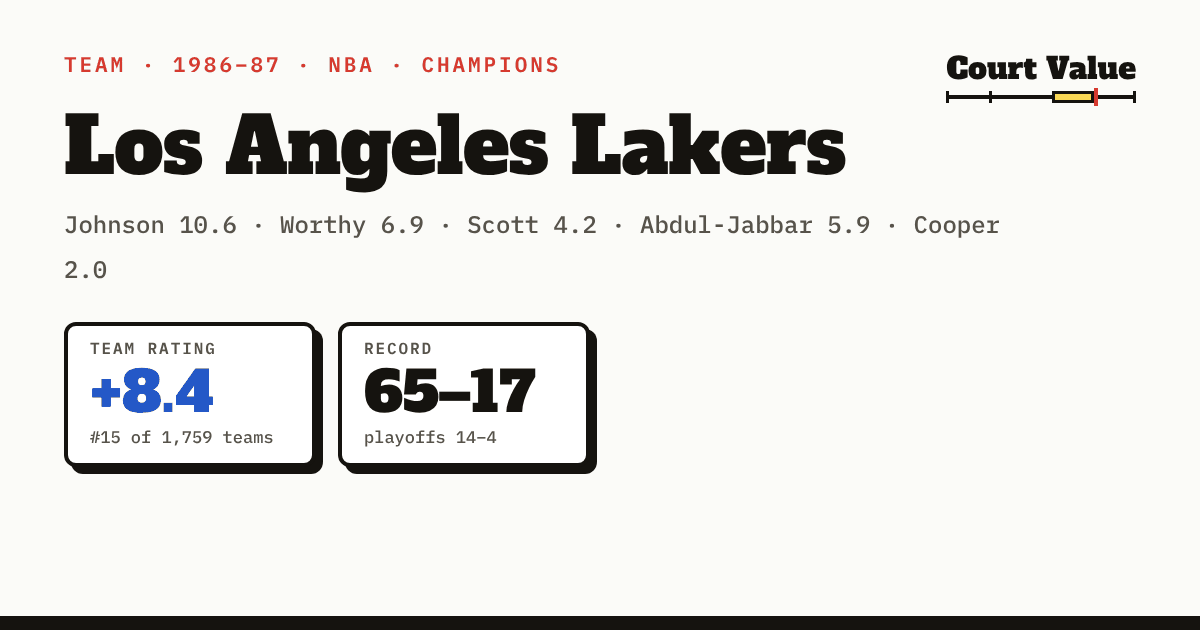 TEAM · 1986–87 · NBA · CHAMPIONS
Court Value
Los Angeles Lakers
Johnson 10.6 · Worthy 6.9 · Scott 4.2 · Abdul-Jabbar 5.9 · Cooper
2.0
TEAM RATING
+8.4
#15 of 1,759 teams
RECORD
65–17
playoffs 14–4